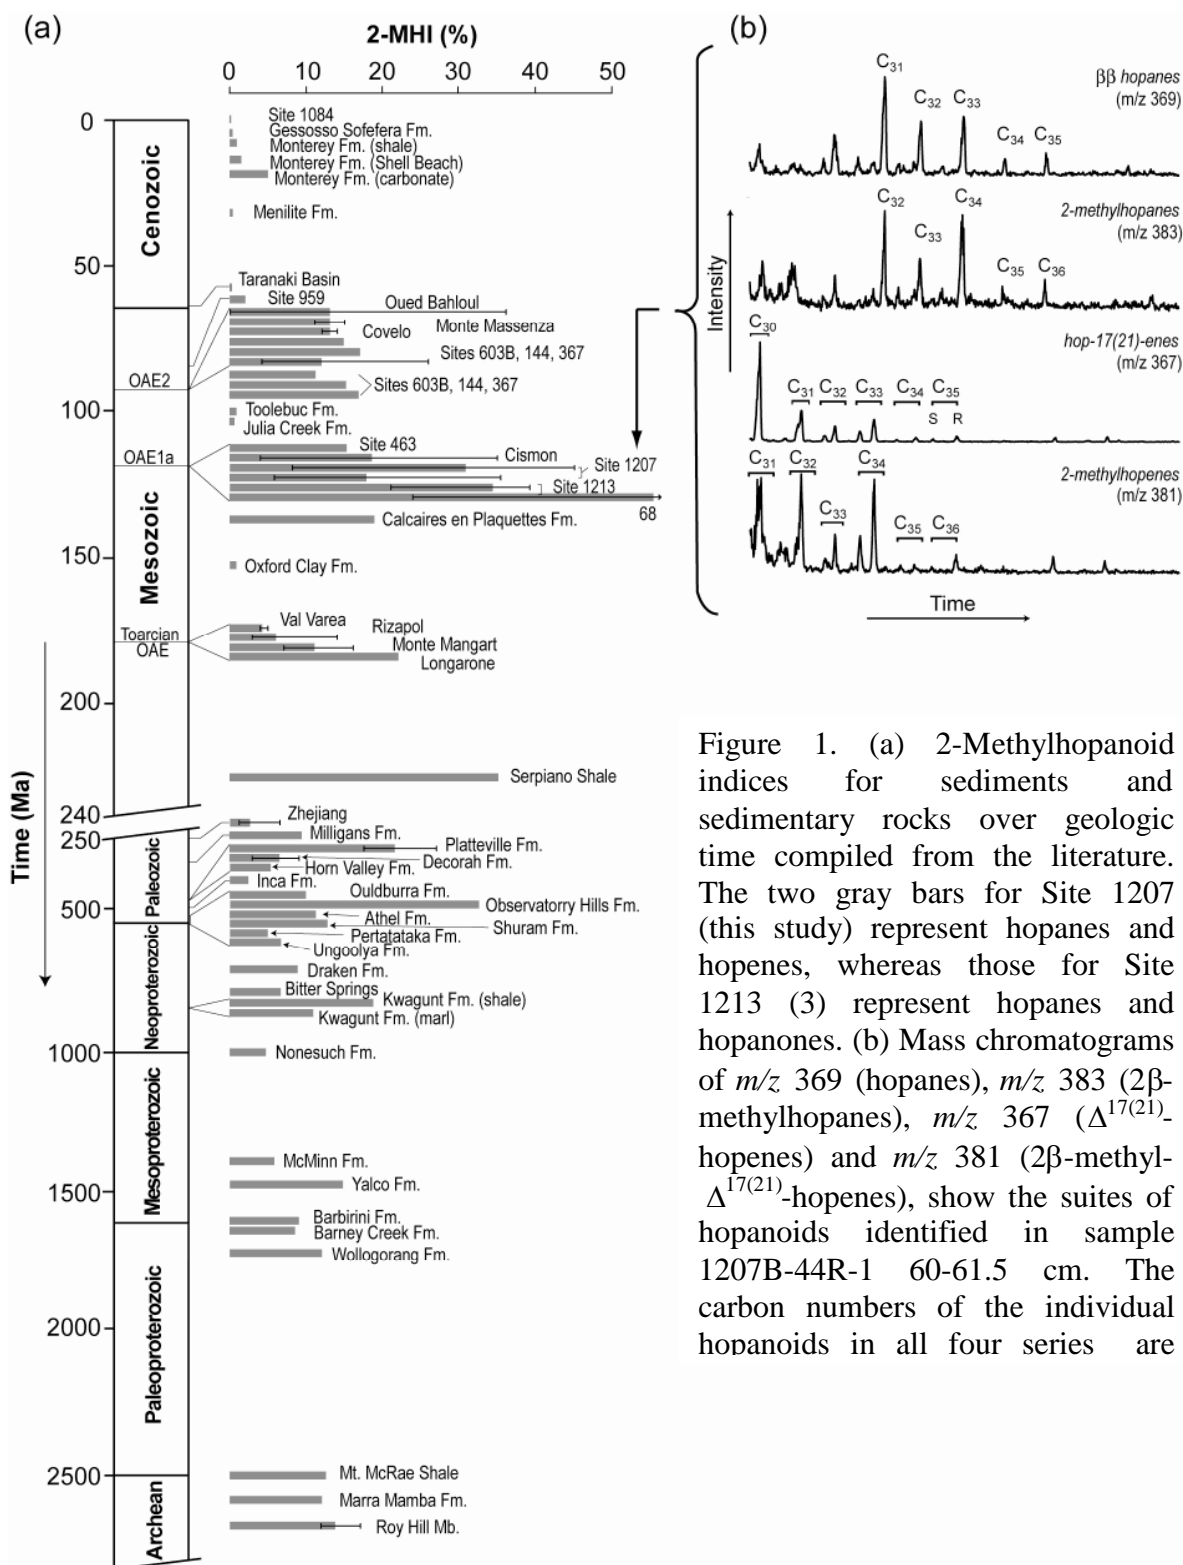 (a)
2-MHI (%)
0 10 20 30 40 50
Time (Ma)
0
50
100
150
200
240
250
500
1000
1500
2000
2500
Cenozoic
Mesozoic
Paleozoic
Neoproterozoic
Mesoproterozoic
Paleoproterozoic
Archean
OAE2
OAE1a
Toarcian
OAE
Site 1084
Gessosso Sofefera Fm.
Monterey Fm. (shale)
Monterey Fm. (Shell Beach)
Monterey Fm. (carbonate)
Menilite Fm.
Taranaki Basin
Site 959
Oued Bahloul
Monte Massenza
Covelo
Sites 603B, 144, 367
Sites 603B, 144, 367
Toolebuc Fm.
Julia Creek Fm.
Site 463
Cismon
Site 1207
Site 1213
68
Calcaires en Plaquettes Fm.
Oxford Clay Fm.
Val Varea
Rizapol
Monte Mangart
Longarone
Serpiano Shale
Zhejiang
Milligans Fm.
Platteville Fm.
Decorah Fm.
Horn Valley Fm.
Inca Fm.
Ouldburra Fm.
Observatorry Hills Fm.
Athel Fm.
Shuram Fm.
Pertatataka Fm.
Ungoolya Fm.
Draken Fm.
Bitter Springs
Kwagunt Fm. (shale)
Kwagunt Fm. (marl)
Nonesuch Fm.
McMinn Fm.
Yalco Fm.
Barbirini Fm.
Barney Creek Fm.
Wollogorang Fm.
Mt. McRae Shale
Marra Mamba Fm.
Roy Hill Mb.
(b)
ββ hopanes
(m/z 369)
C31 C32 C33 C34 C35
2-methylhopanes
(m/z 383)
C32 C33 C34 C35 C36
Intensity
hop-17(21)-enes
(m/z 367)
C30 C31 C32 C33 C34 C35
S R
2-methylhopenes
(m/z 381)
C31 C32 C33 C34 C35 C36
Time
Figure 1. (a) 2-Methylhopanoid
indices for sediments and
sedimentary rocks over geologic
time compiled from the literature.
The two gray bars for Site 1207
(this study) represent hopanes and
hopenes, whereas those for Site
1213 (3) represent hopanes and
hopanones. (b) Mass chromatograms
of m/z 369 (hopanes), m/z 383 (2β-
methylhopanes), m/z 367 (Δ17(21)-
hopenes) and m/z 381 (2β-methyl-
Δ17(21)-hopenes), show the suites of
hopanoids identified in sample
1207B-44R-1 60-61.5 cm. The
carbon numbers of the individual
hopanoids in all four series are